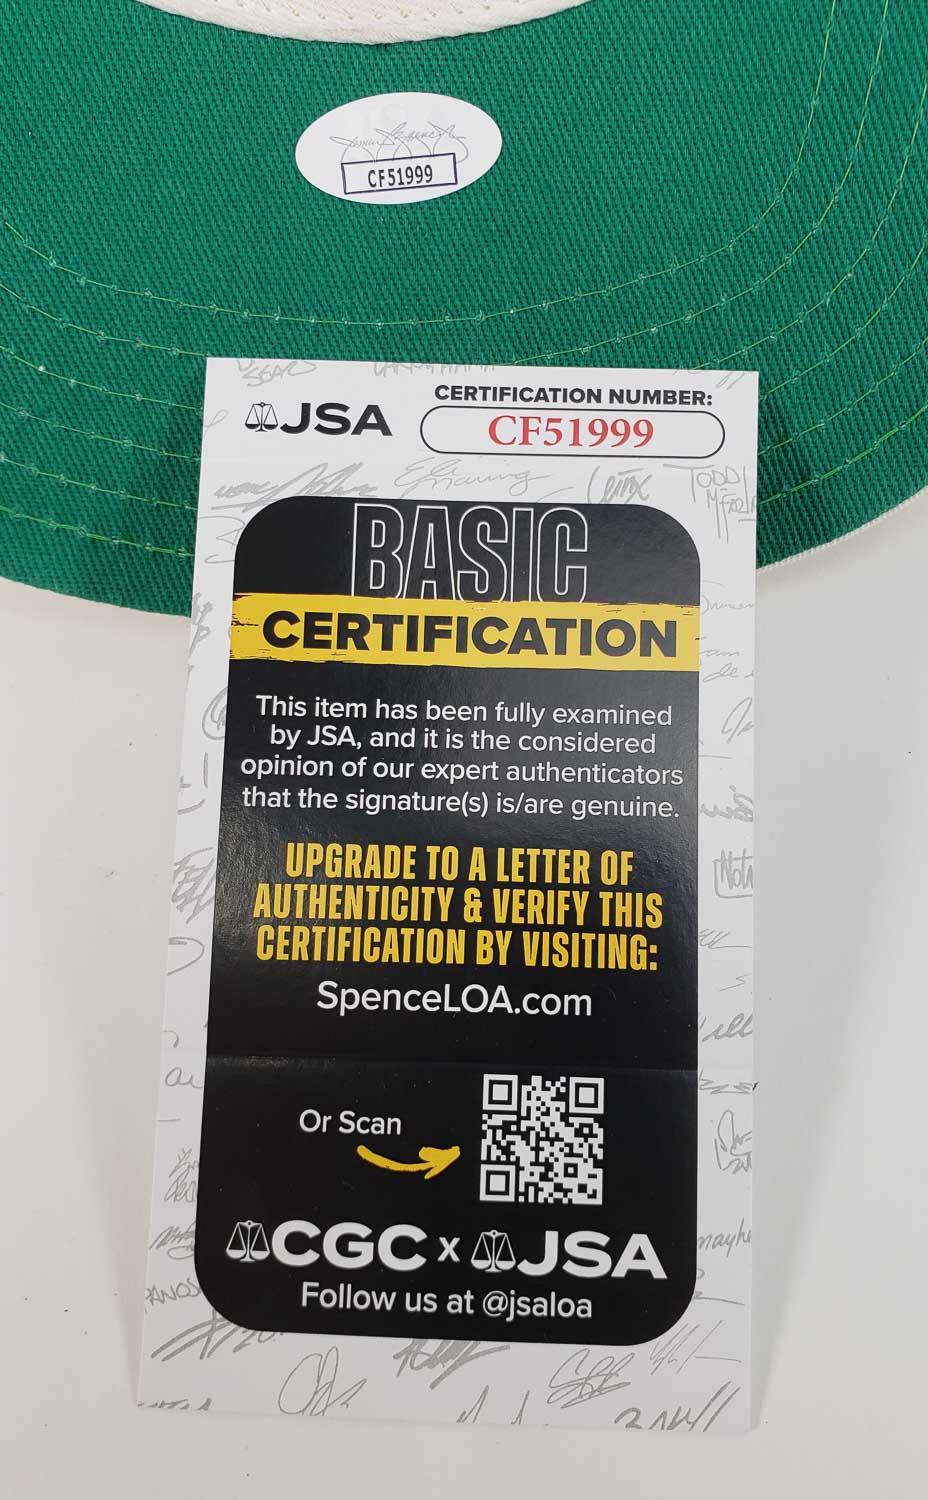 CF51999
JSA
CERTIFICATION NUMBER:
CF51999
BASIC
CERTIFICATION
This item has been fully examined
by JSA, and it is the considered
opinion of our expert authenticators
that the signature(s) is/are genuine.
UPGRADE TO A LETTER OF
AUTHENTICITY & VERIFY THIS
CERTIFICATION BY VISITING:
SpenceLOA.com
Or Scan
CGC x JSA
Follow us at @jsaloa